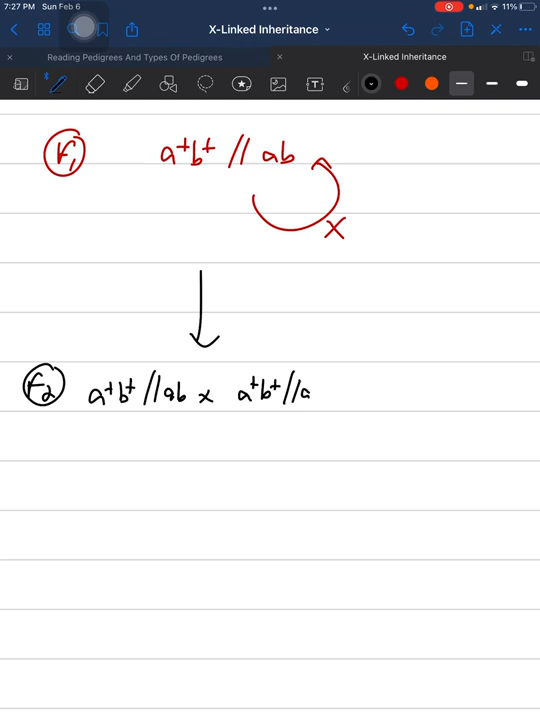 7:27 PM Sun Feb 6 11%
X-Linked Inheritance
Reading Pedigrees And Types Of Pedigrees X-Linked Inheritance
F₁ a⁺b⁺ // ab
x
F₂ a⁺b⁺ // ab x a⁺b⁺ // a